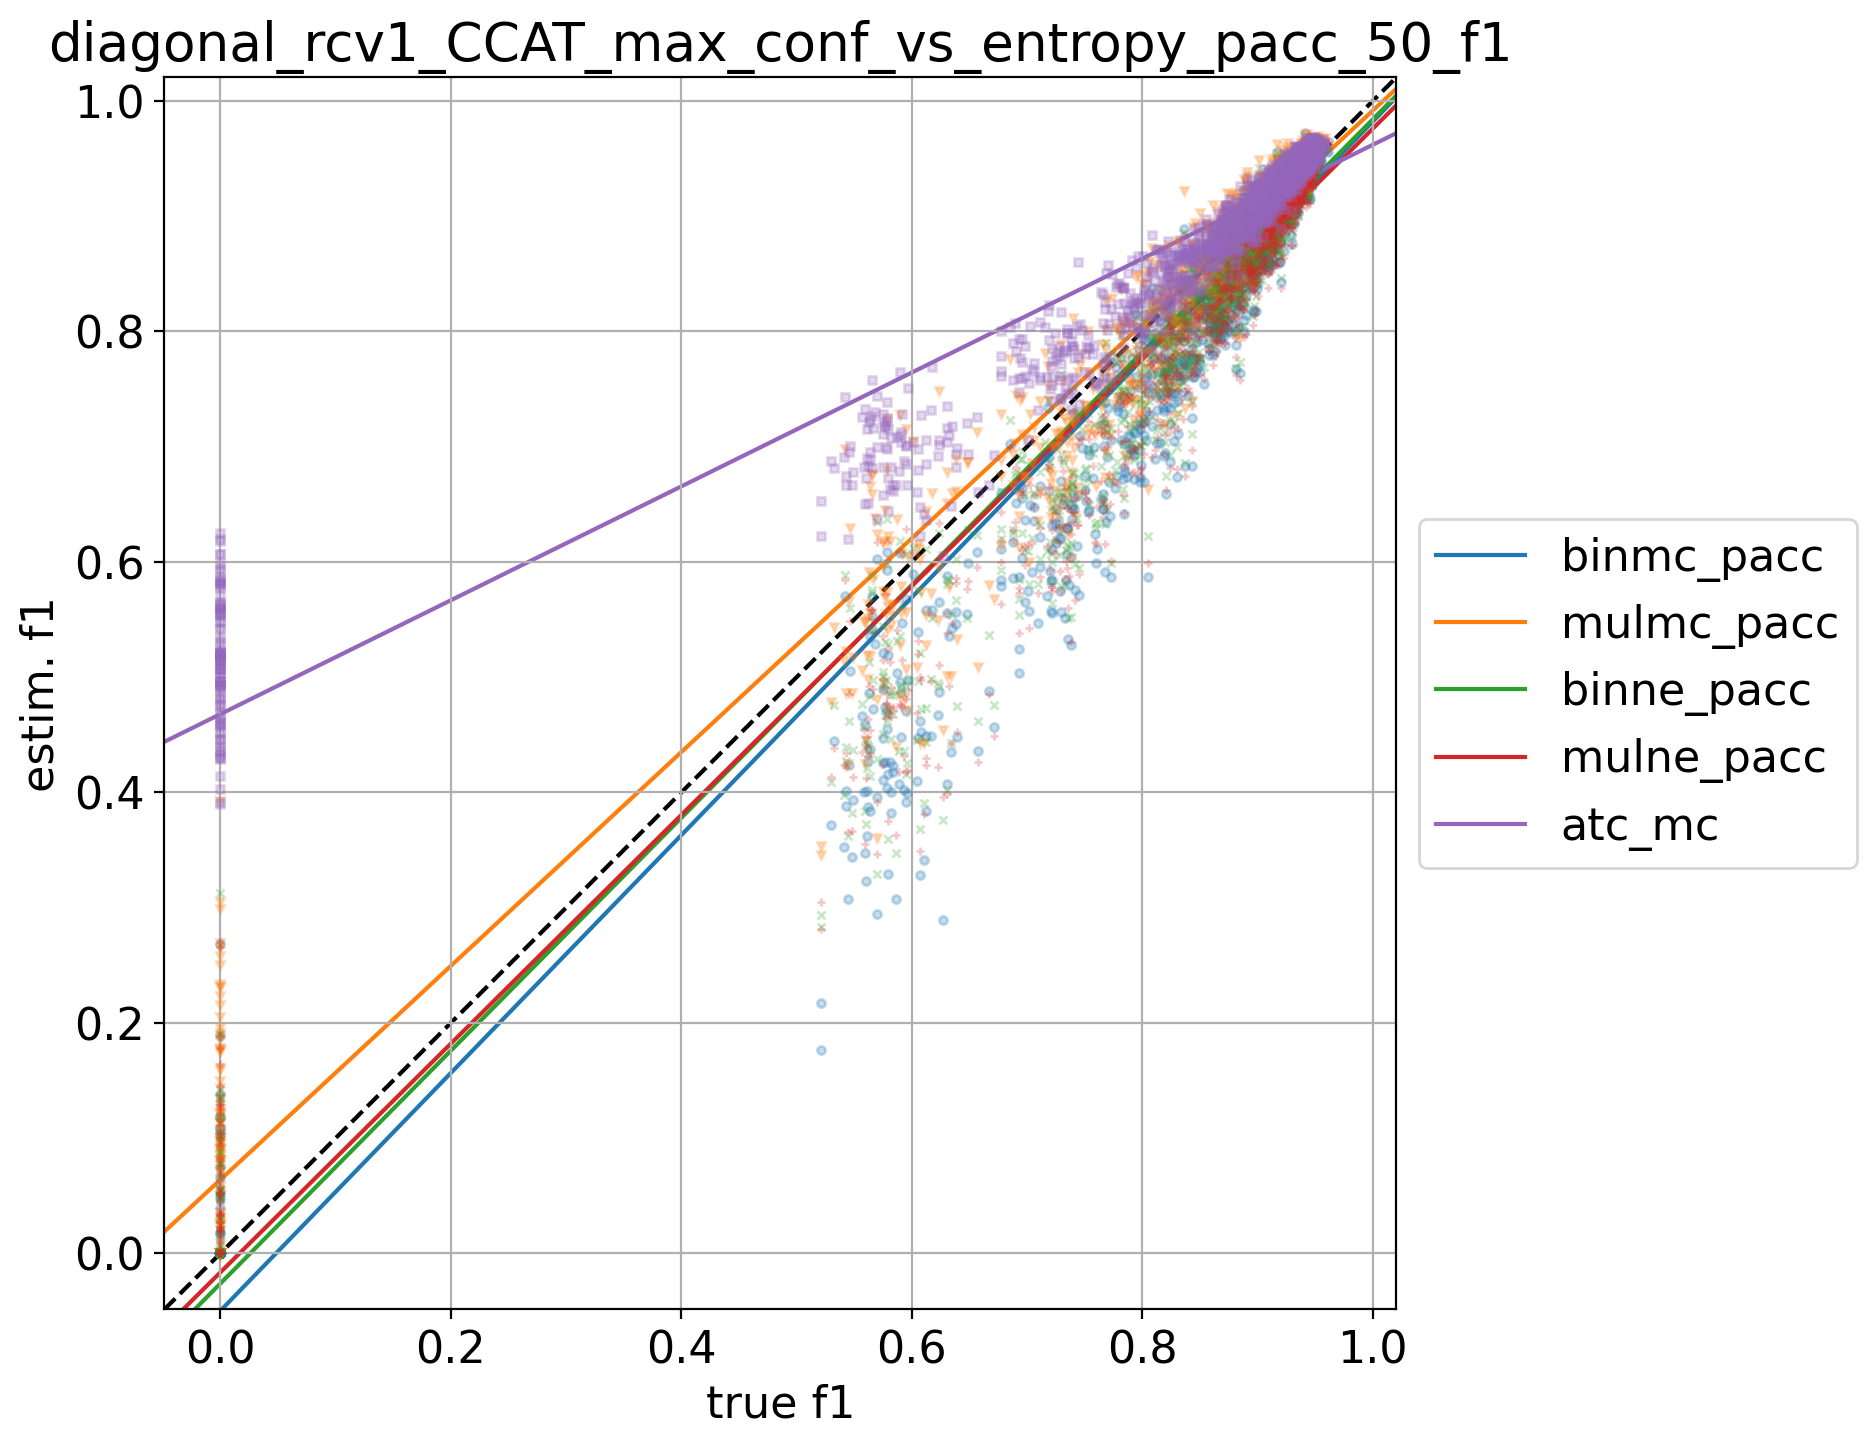 diagonal_rcv1_CCAT_max_conf_vs_entropy_pacc_50_f1
1.0
0.8
0.6
0.4
0.2
0.0
estim. f1
0.0 0.2 0.4 0.6 0.8 1.0
true f1
binmc_pacc
mulmc_pacc
binne_pacc
mulne_pacc
atc_mc